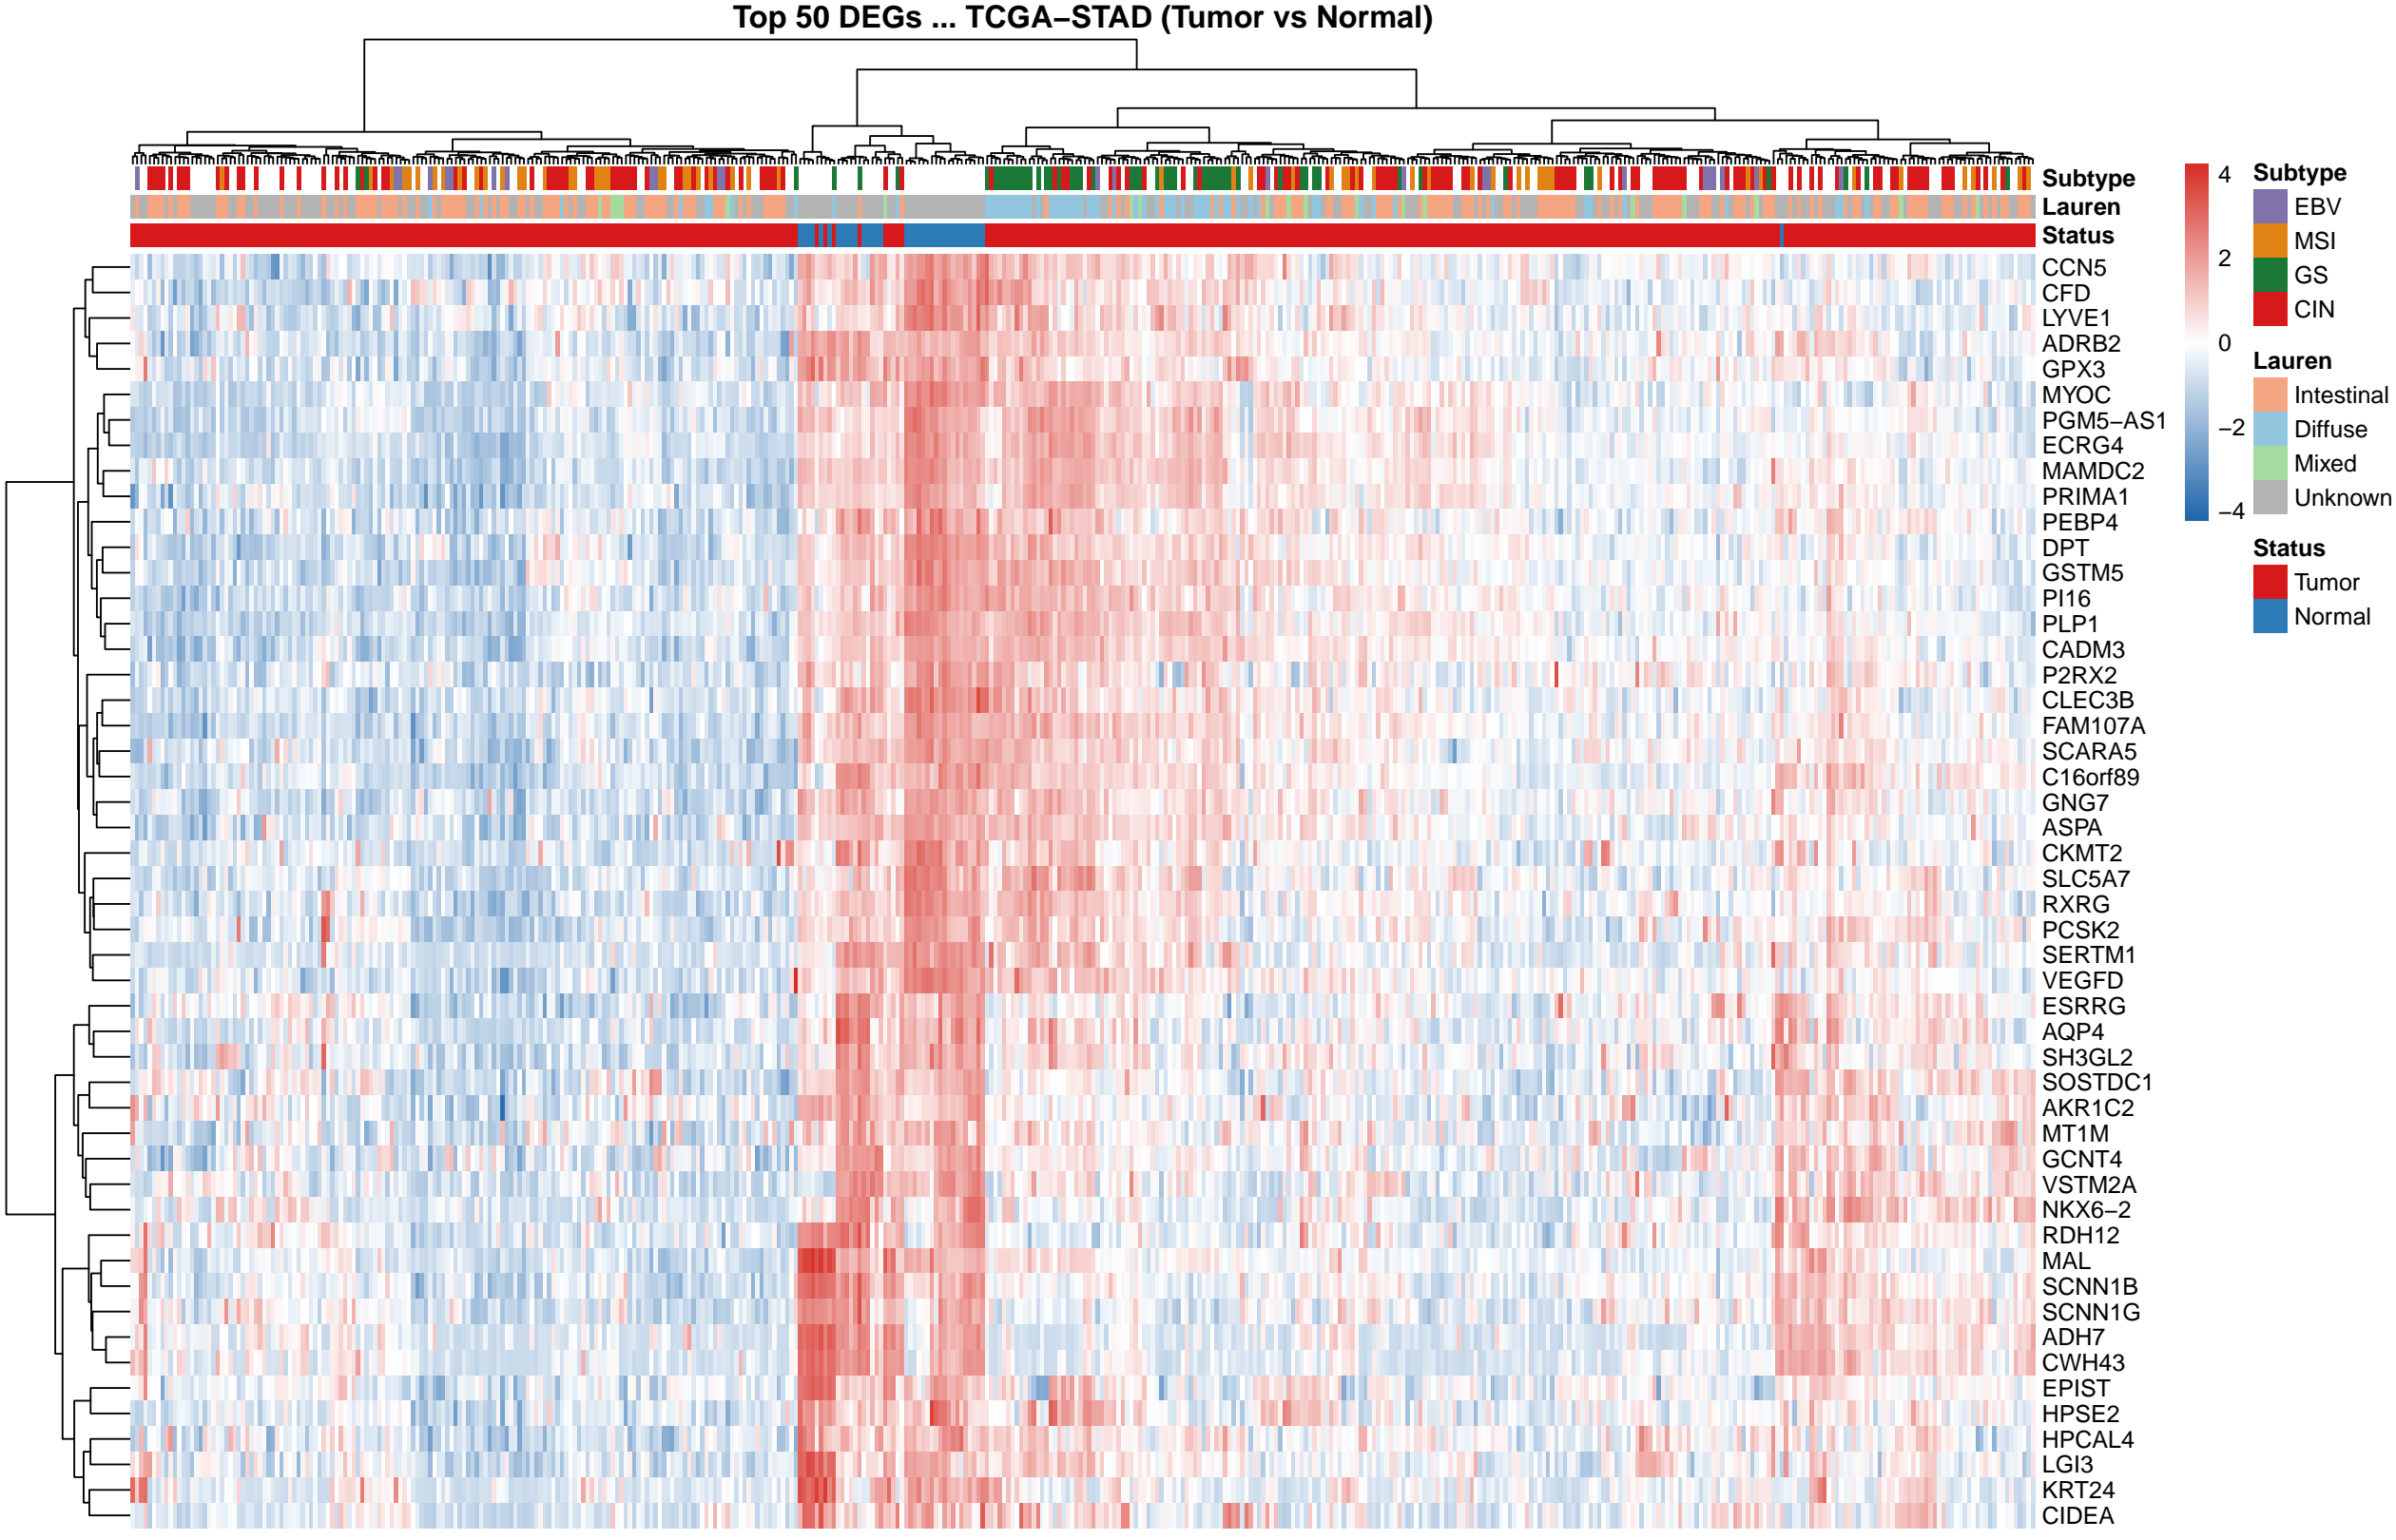 Top 50 DEGs ... TCGA−STAD (Tumor vs Normal)
Subtype
Lauren
Status
CCN5
CFD
LYVE1
ADRB2
GPX3
MYOC
PGM5−AS1
ECRG4
MAMDC2
PRIMA1
PEBP4
DPT
GSTM5
PI16
PLP1
CADM3
P2RX2
CLEC3B
FAM107A
SCARA5
C16orf89
GNG7
ASPA
CKMT2
SLC5A7
RXRG
PCSK2
SERTM1
VEGFD
ESRRG
AQP4
SH3GL2
SOSTDC1
AKR1C2
MT1M
GCNT4
VSTM2A
NKX6−2
RDH12
MAL
SCNN1B
SCNN1G
ADH7
CWH43
EPIST
HPSE2
HPCAL4
LGI3
KRT24
CIDEA
4
2
0
−2
−4
Subtype
EBV
MSI
GS
CIN
Lauren
Intestinal
Diffuse
Mixed
Unknown
Status
Tumor
Normal